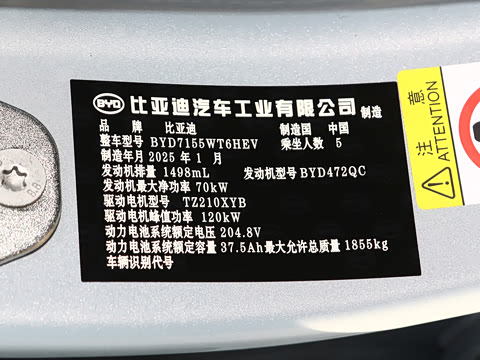 BYD 比亚迪汽车工业有限公司 制造
品 牌 比亚迪 制造国 中国
整车型号 BYD7155WT6HEV 乘坐人数 5
制造年月 2025 年 1 月
发动机排量 1498mL 发动机型号 BYD472QC
发动机最大净功率 70kW
驱动电机型号 TZ210XYB
驱动电机峰值功率 120kW
动力电池系统额定电压 204.8V
动力电池系统额定容量 37.5Ah 最大允许总质量 1855kg
车辆识别代号
注意
ATTENTION